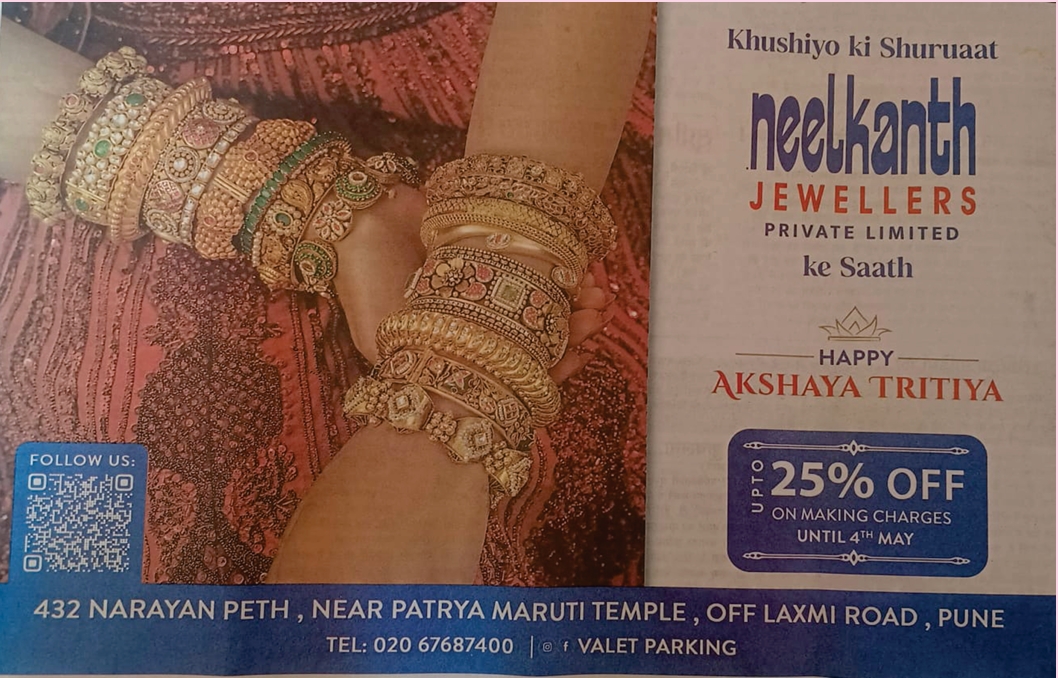 Khushiyo ki Shuruaat
neelkanth
JEWELLERS
PRIVATE LIMITED
ke Saath
HAPPY
AKSHAYA TRITIYA
UPTO
25% OFF
ON MAKING CHARGES
UNTIL 4TH MAY
FOLLOW US:
432 NARAYAN PETH , NEAR PATRYA MARUTI TEMPLE , OFF LAXMI ROAD , PUNE
TEL: 020 67687400 | VALET PARKING